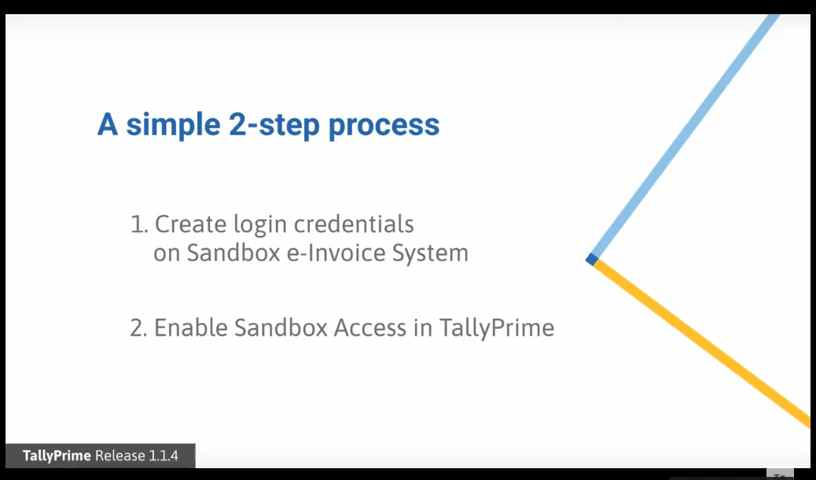 A simple 2-step process
1. Create login credentials
on Sandbox e-Invoice System
2. Enable Sandbox Access in TallyPrime
TallyPrime Release 1.1.4